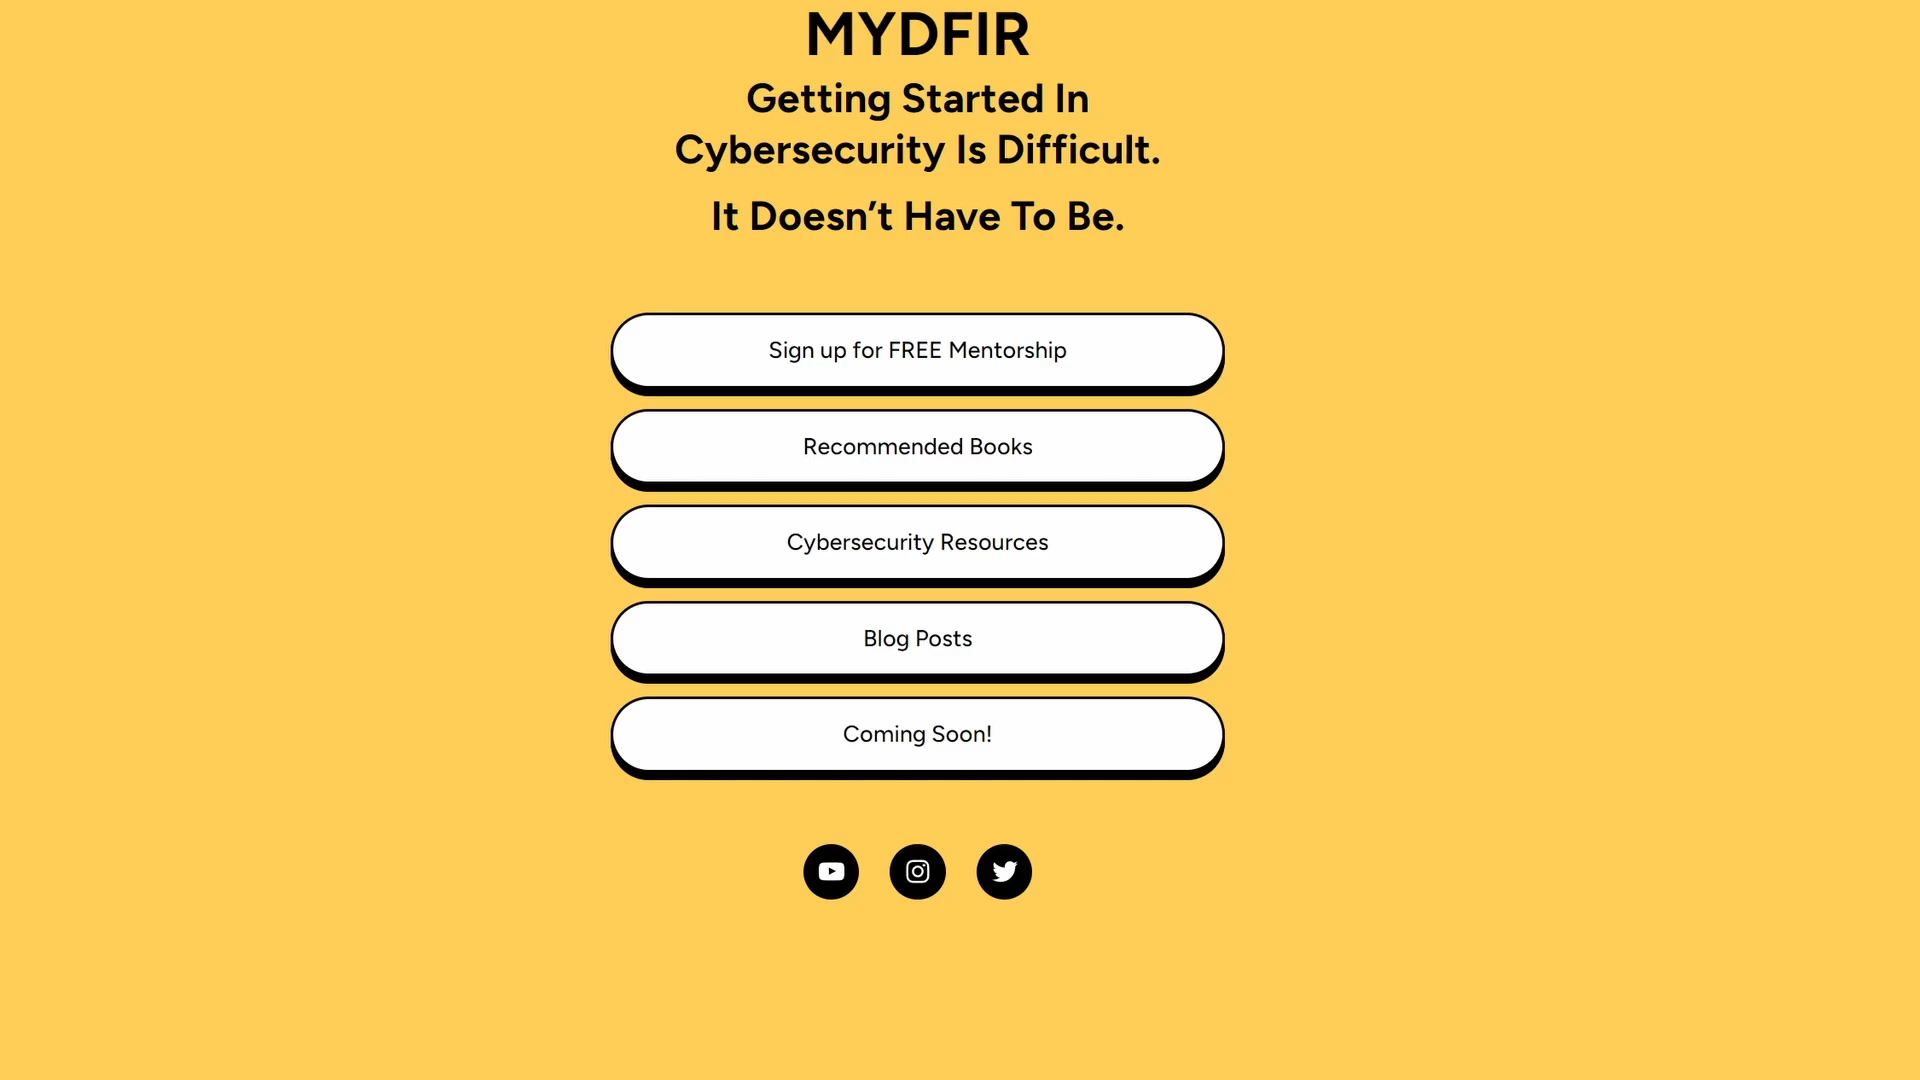 MYDFIR
Getting Started In
Cybersecurity Is Difficult.
It Doesn’t Have To Be.
Sign up for FREE Mentorship
Recommended Books
Cybersecurity Resources
Blog Posts
Coming Soon!